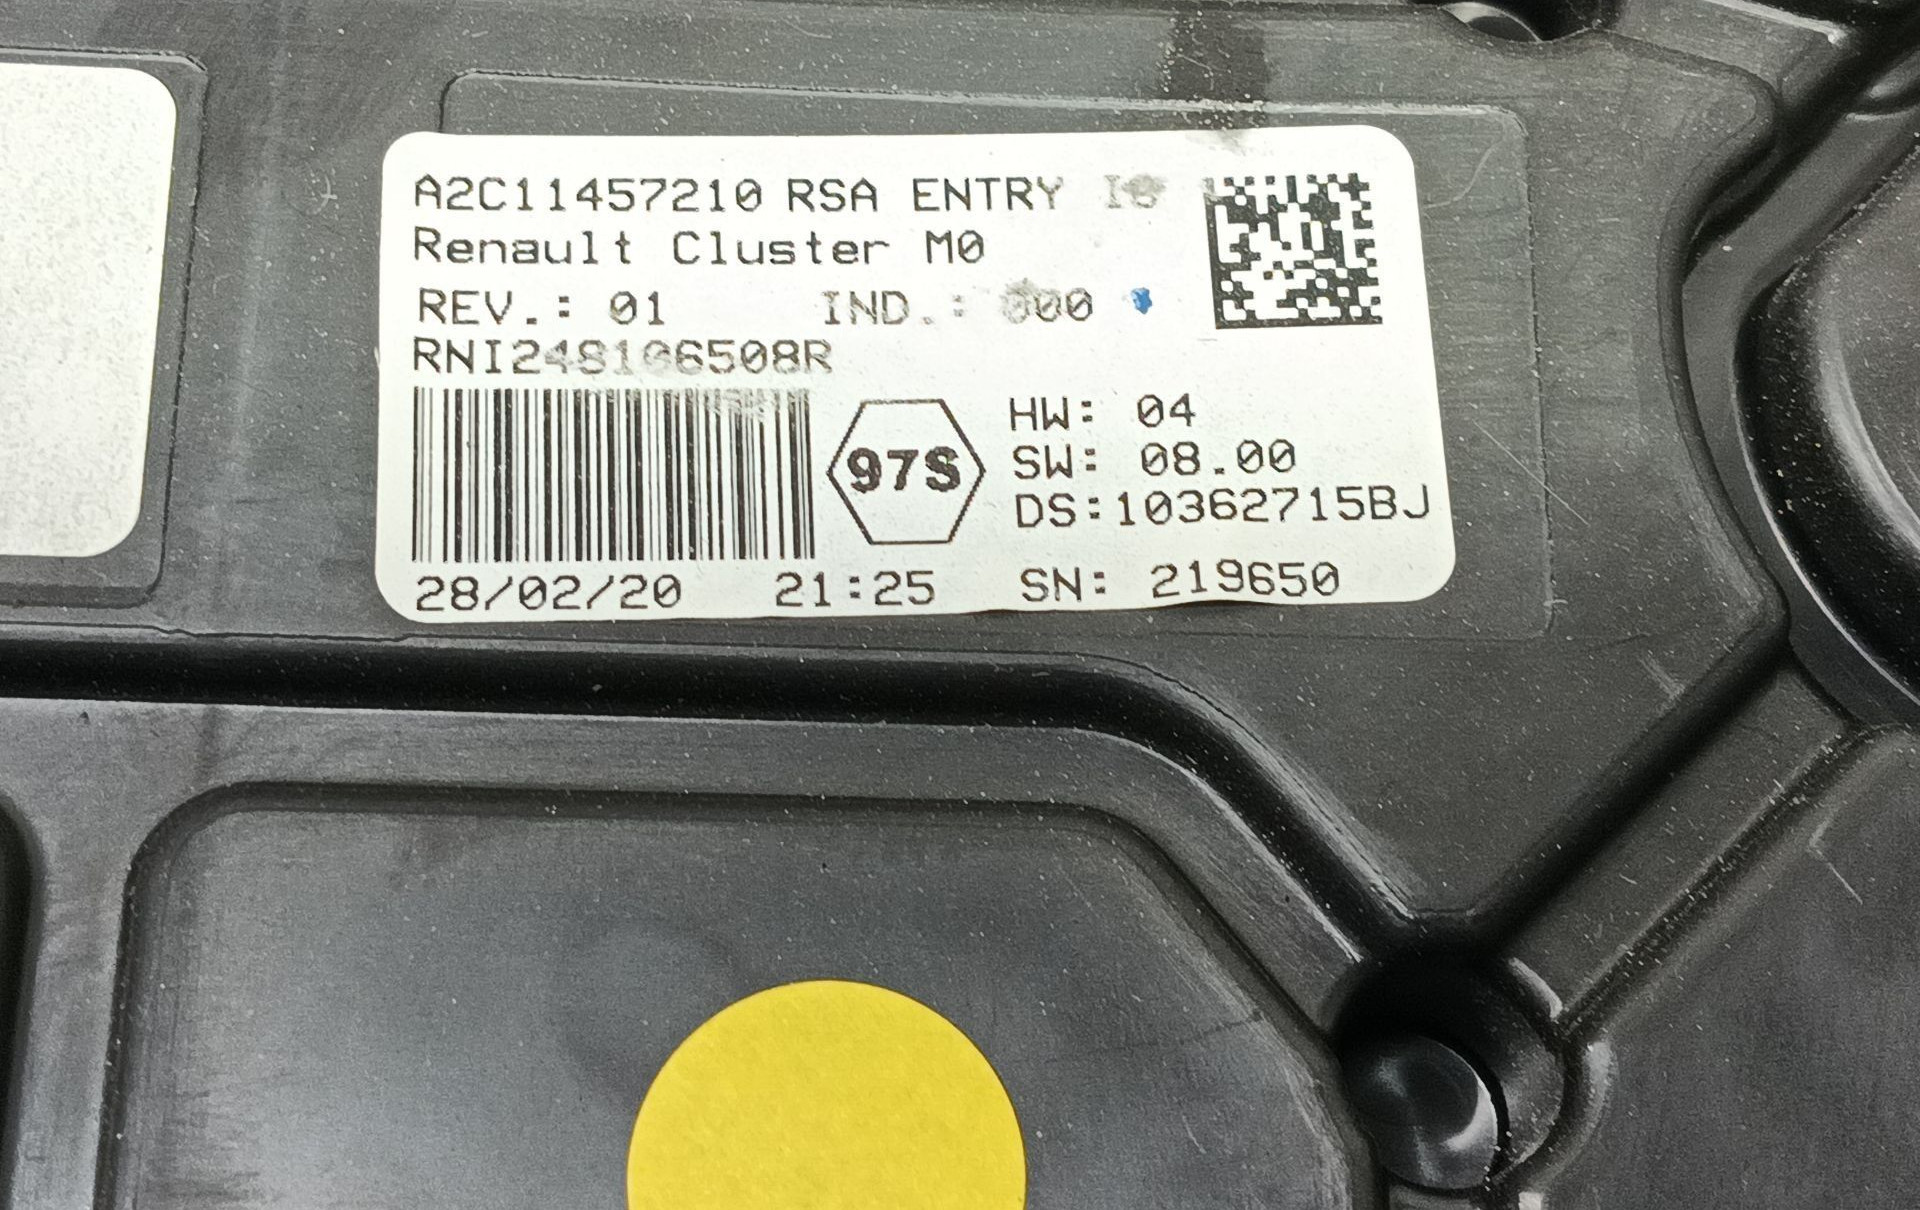 A2C11457210 RSA ENTRY
Renault Cluster M0
REV.: 01 IND.: 000
RNI248106508R
97S
HW: 04
SW: 08.00
DS:10362715BJ
28/02/20 21:25 SN: 219650